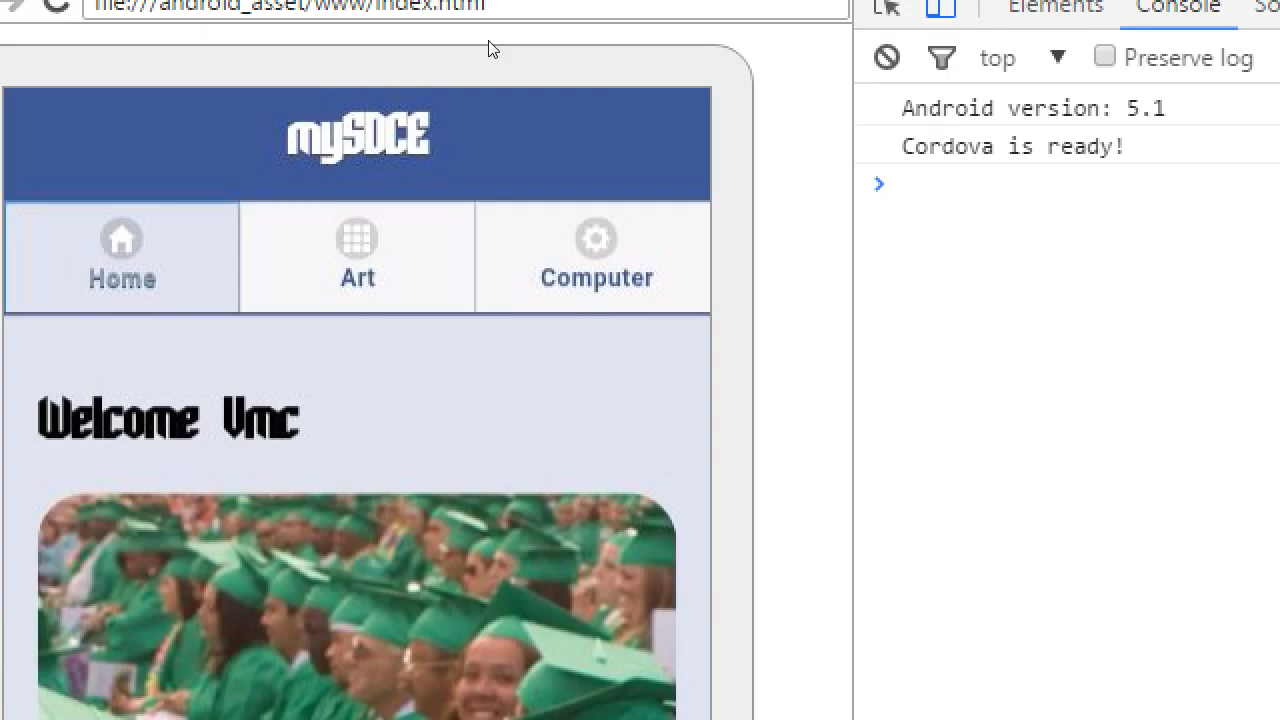 file:///android_asset/www/index.html
Elements Console So
top Preserve log
Android version: 5.1
Cordova is ready!
mySDCE
Home Art Computer
Welcome Vmc